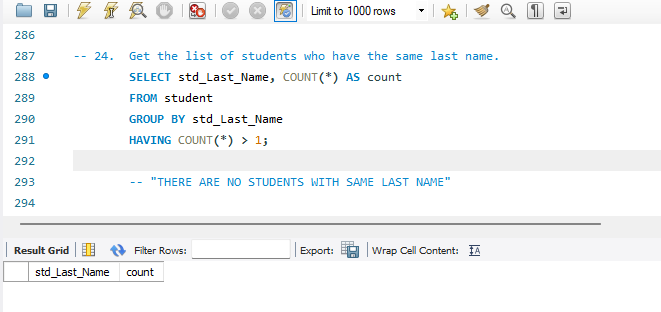 Limit to 1000 rows
286
287 -- 24. Get the list of students who have the same last name.
288 SELECT std_Last_Name, COUNT(*) AS count
289 FROM student
290 GROUP BY std_Last_Name
291 HAVING COUNT(*) > 1;
292
293 -- "THERE ARE NO STUDENTS WITH SAME LAST NAME"
294
Result Grid Filter Rows: Export: Wrap Cell Content: IA
std_Last_Name count